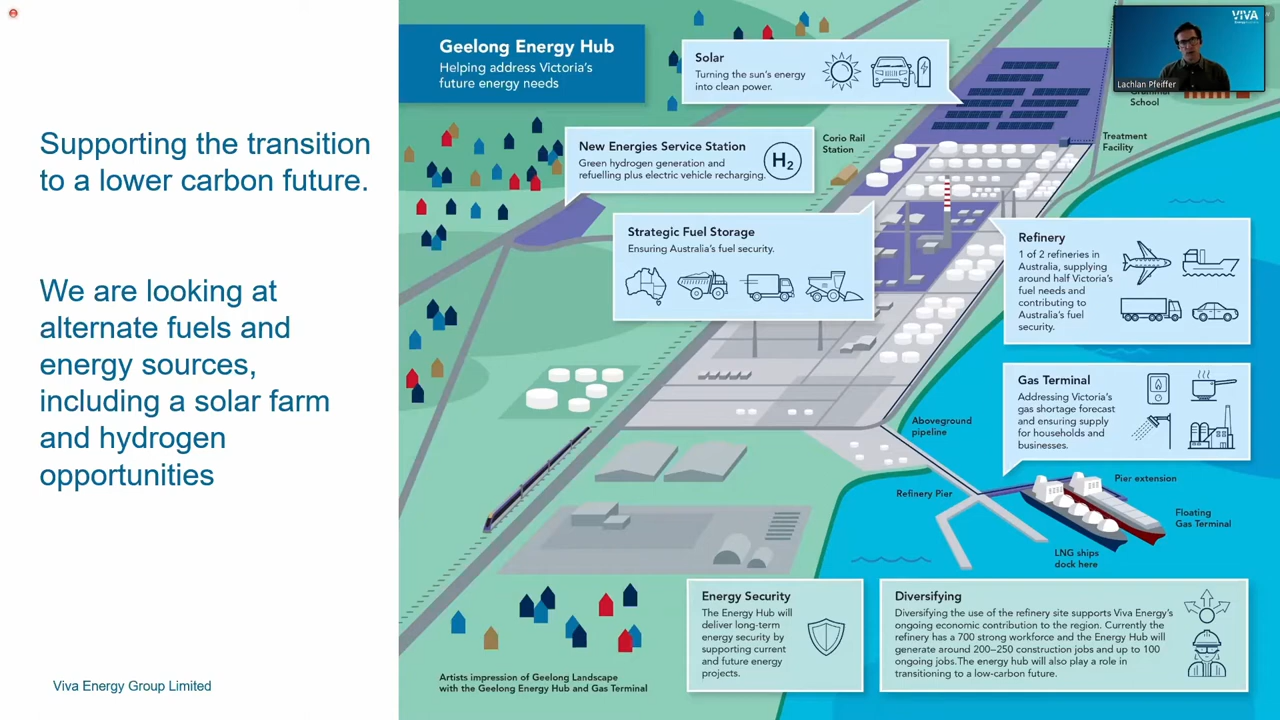 Supporting the transition
to a lower carbon future.
We are looking at
alternate fuels and
energy sources,
including a solar farm
and hydrogen
opportunities
Viva Energy Group Limited
Geelong Energy Hub
Helping address Victoria's
future energy needs
Solar
Turning the sun's energy
into clean power.
VIVA
Lachlan Pfeiffer
School
Treatment
Facility
New Energies Service Station
Green hydrogen generation and
refuelling plus electric vehicle recharging.
H2
Corio Rail
Station
Strategic Fuel Storage
Ensuring Australia's fuel security.
Refinery
1 of 2 refineries in
Australia, supplying
around half Victoria's
fuel needs and
contributing to
Australia's fuel
security.
Gas Terminal
Addressing Victoria's
gas shortage forecast
and ensuring supply
for households and
businesses.
Aboveground
pipeline
Refinery Pier
Pier extension
Floating
Gas Terminal
LNG ships
dock here
Energy Security
The Energy Hub will
deliver long-term
energy security by
supporting current
and future energy
projects.
Diversifying
Diversifying the use of the refinery site supports Viva Energy's
ongoing economic contribution to the region. Currently the
refinery has a 700 strong workforce and the Energy Hub will
generate around 200–250 construction jobs and up to 100
ongoing jobs.The energy hub will also play a role in
transitioning to a low-carbon future.
Artists impression of Geelong Landscape
with the Geelong Energy Hub and Gas Terminal